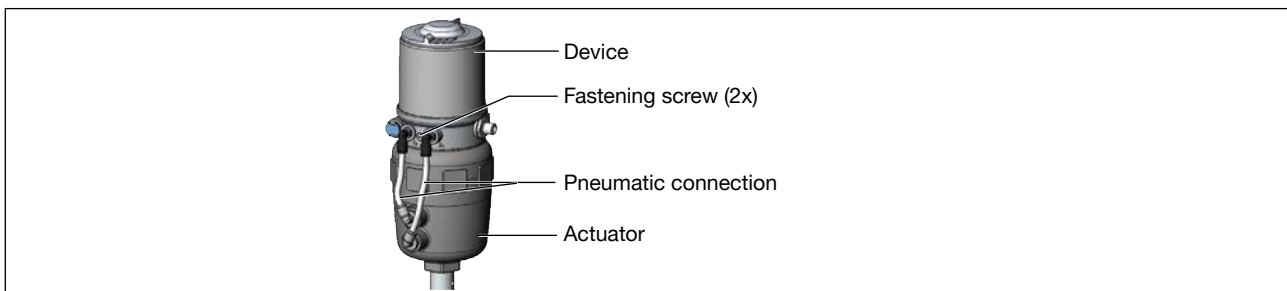 Device
Fastening screw (2x)
Pneumatic connection
Actuator